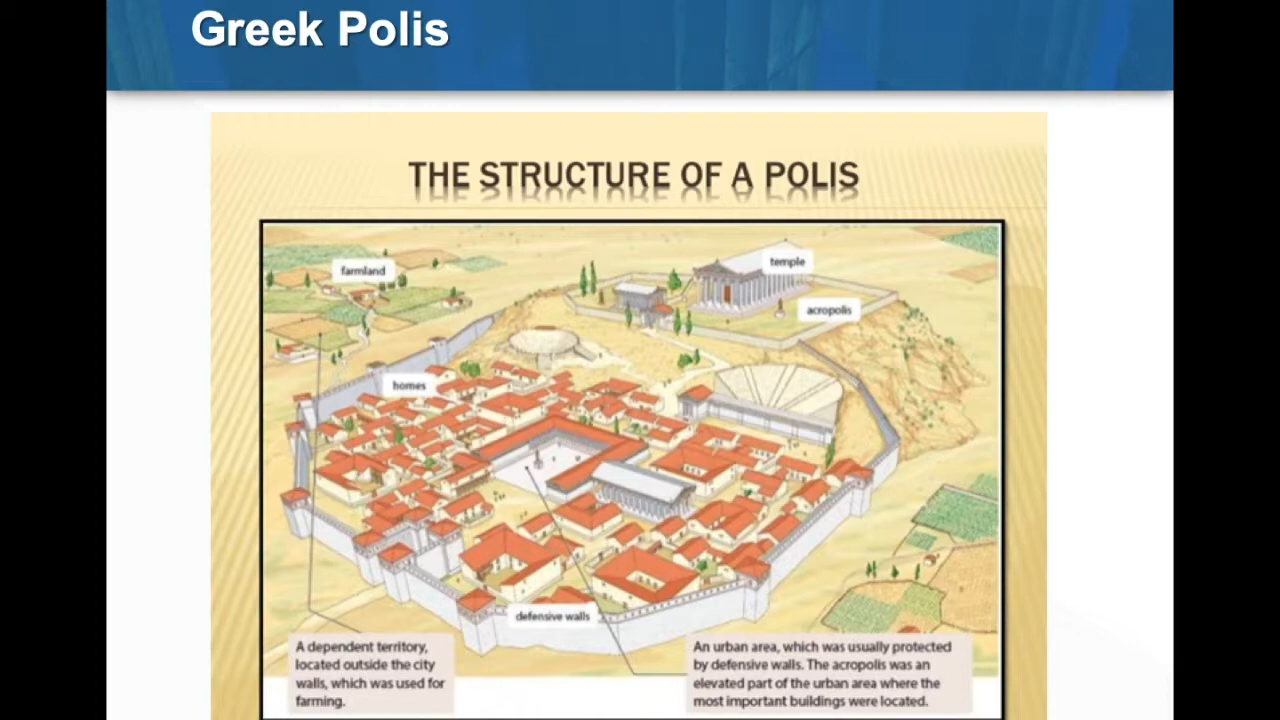 Greek Polis
THE STRUCTURE OF A POLIS
temple
farmland
acropolis
homes
defensive walls
A dependent territory,
located outside the city
walls, which was used for
farming.
An urban area, which was usually protected
by defensive walls. The acropolis was an
elevated part of the urban area where the
most important buildings were located.